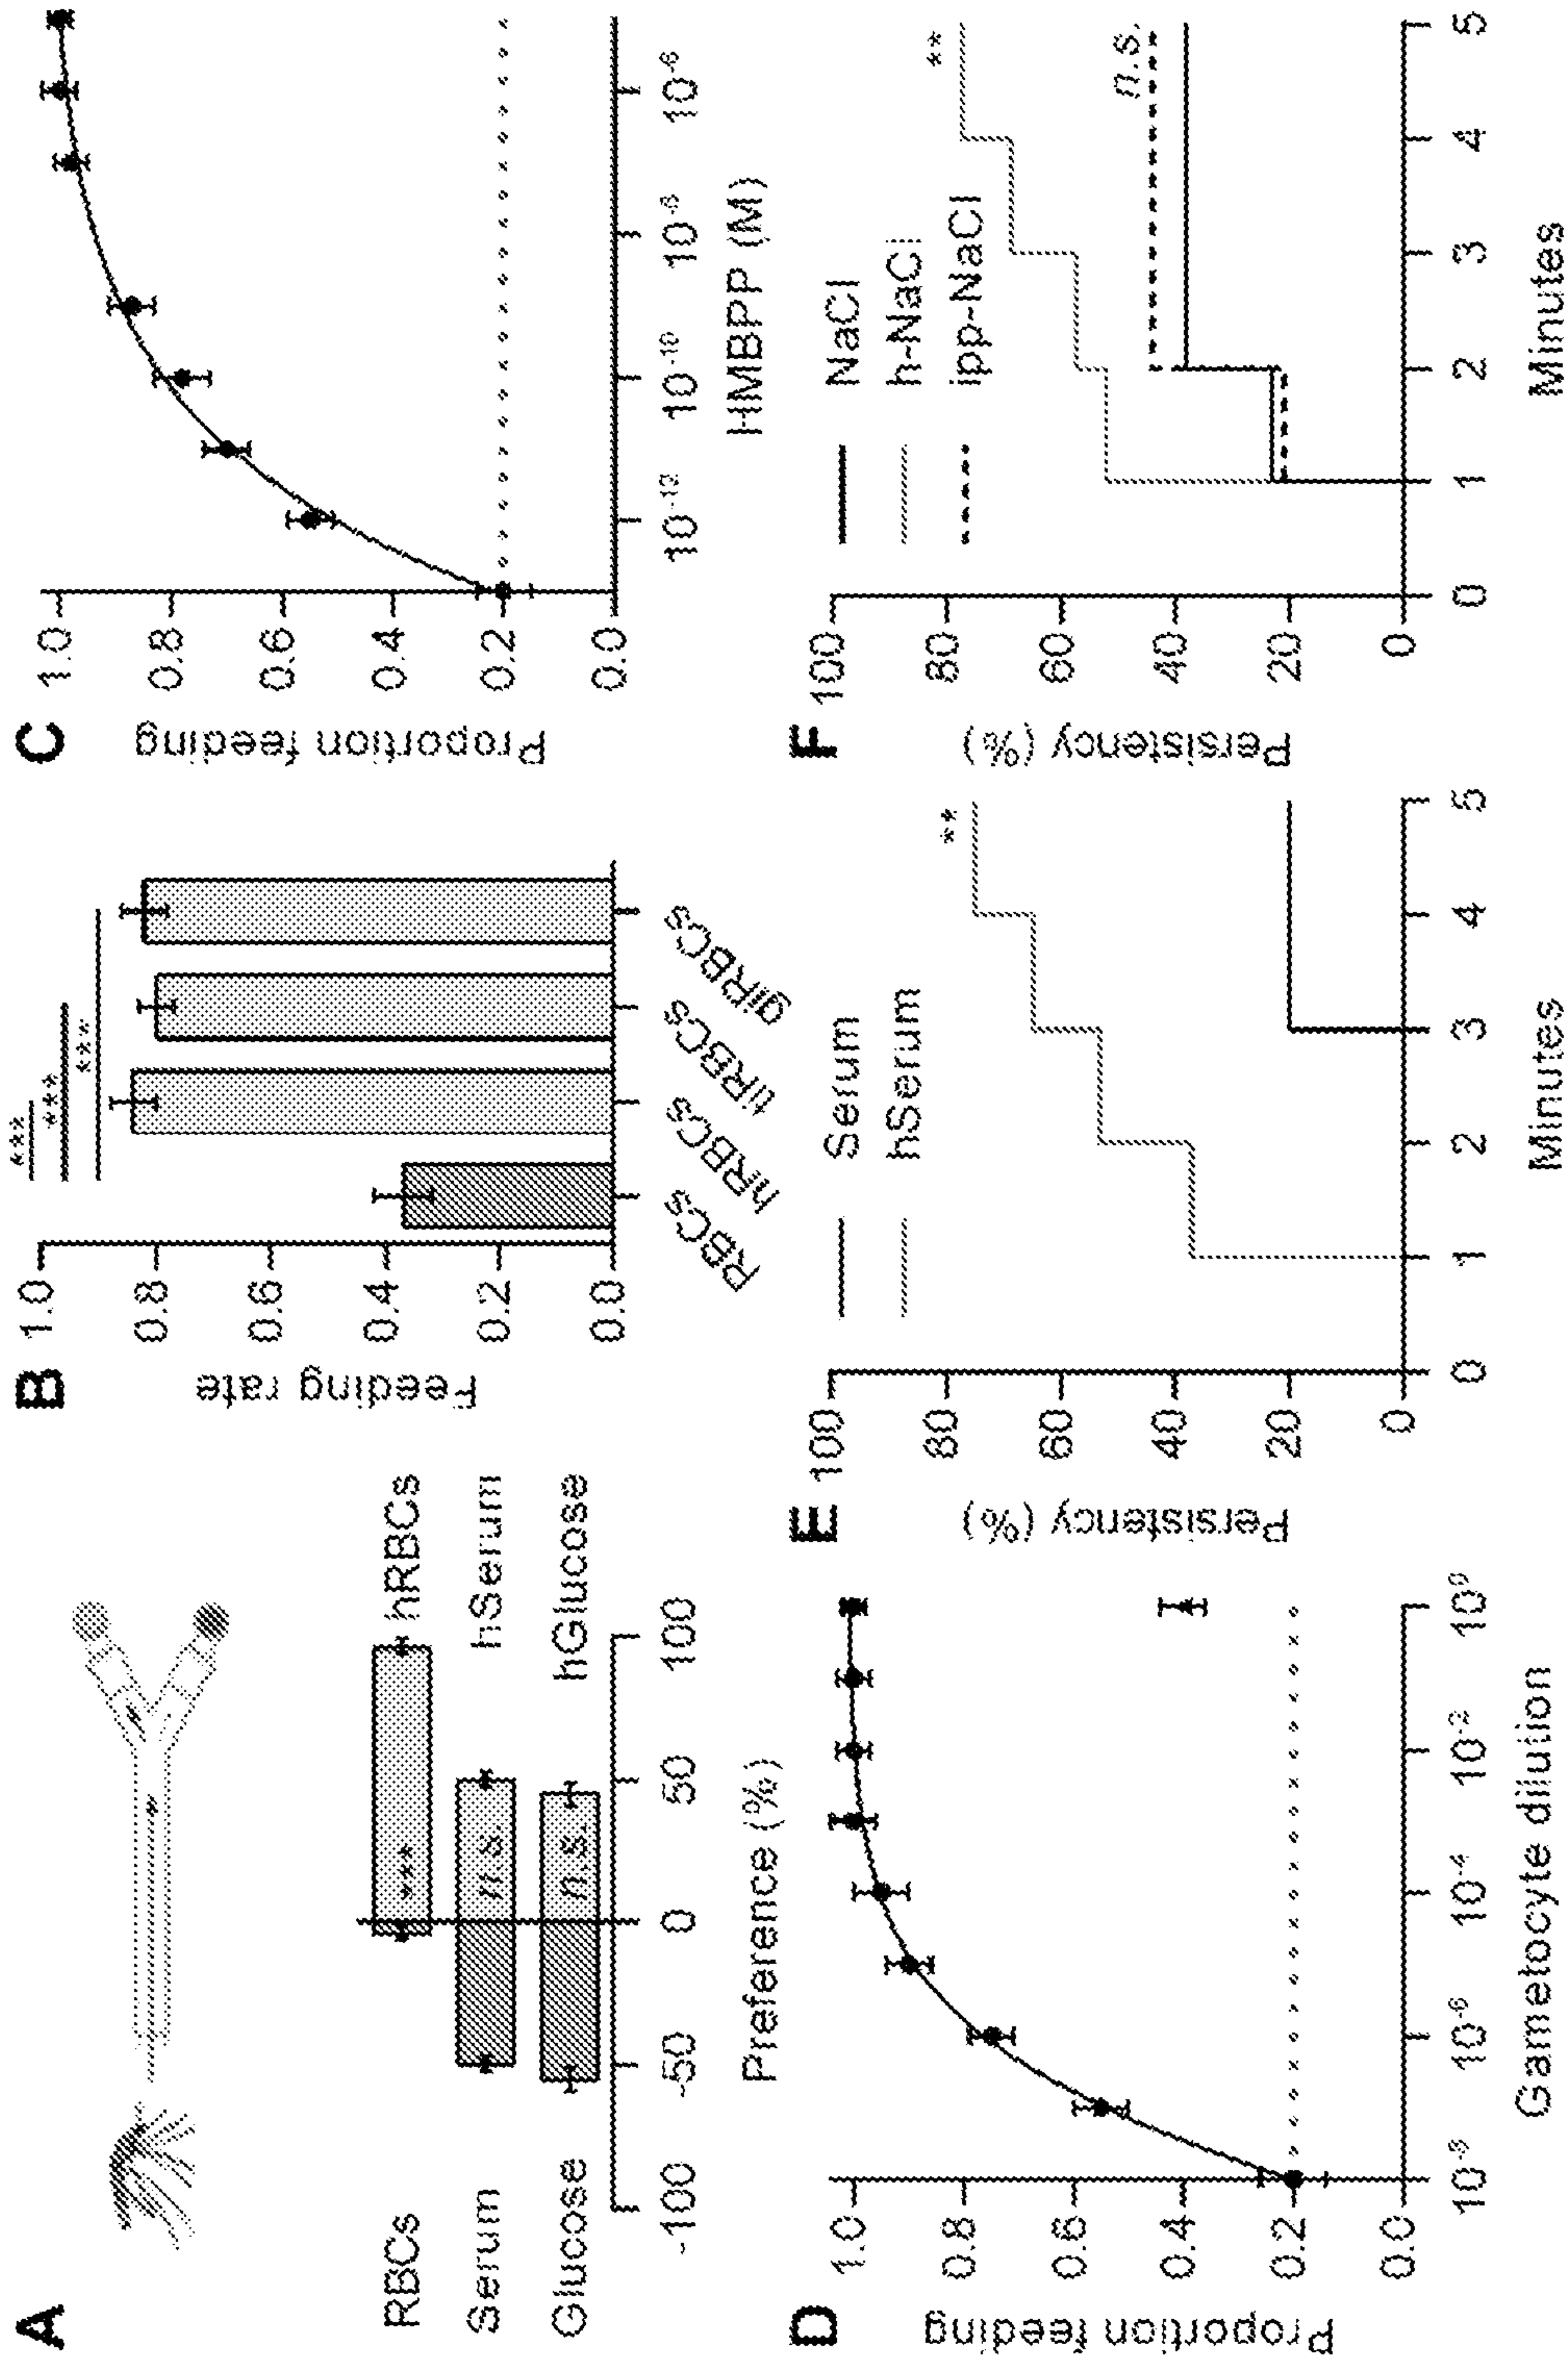 A
RBCs
hRBCs
***
Serum
hSerum
n.s.
Glucose
hGlucose
n.s.
-100
-50
0
50
100
Preference (%)
B
Feeding rate
1.0
0.8
0.6
0.4
0.2
0.0
***
***
***
RBCs
hRBCs
tiRBCs
giRBCs
C
Proportion feeding
1.0
0.8
0.6
0.4
0.2
0.0
10⁻¹²
10⁻¹⁰
10⁻⁸
10⁻⁶
HMBPP (M)
D
Proportion feeding
1.0
0.8
0.6
0.4
0.2
0.0
10⁻⁸
10⁻⁶
10⁻⁴
10⁻²
10⁰
Gametocyte dilution
E
Persistency (%)
100
80
60
40
20
0
Serum
hSerum
**
0
1
2
3
4
5
Minutes
F
Persistency (%)
100
80
60
40
20
0
NaCl
h-NaCl
ipp-NaCl
**
n.s.
0
1
2
3
4
5
Minutes